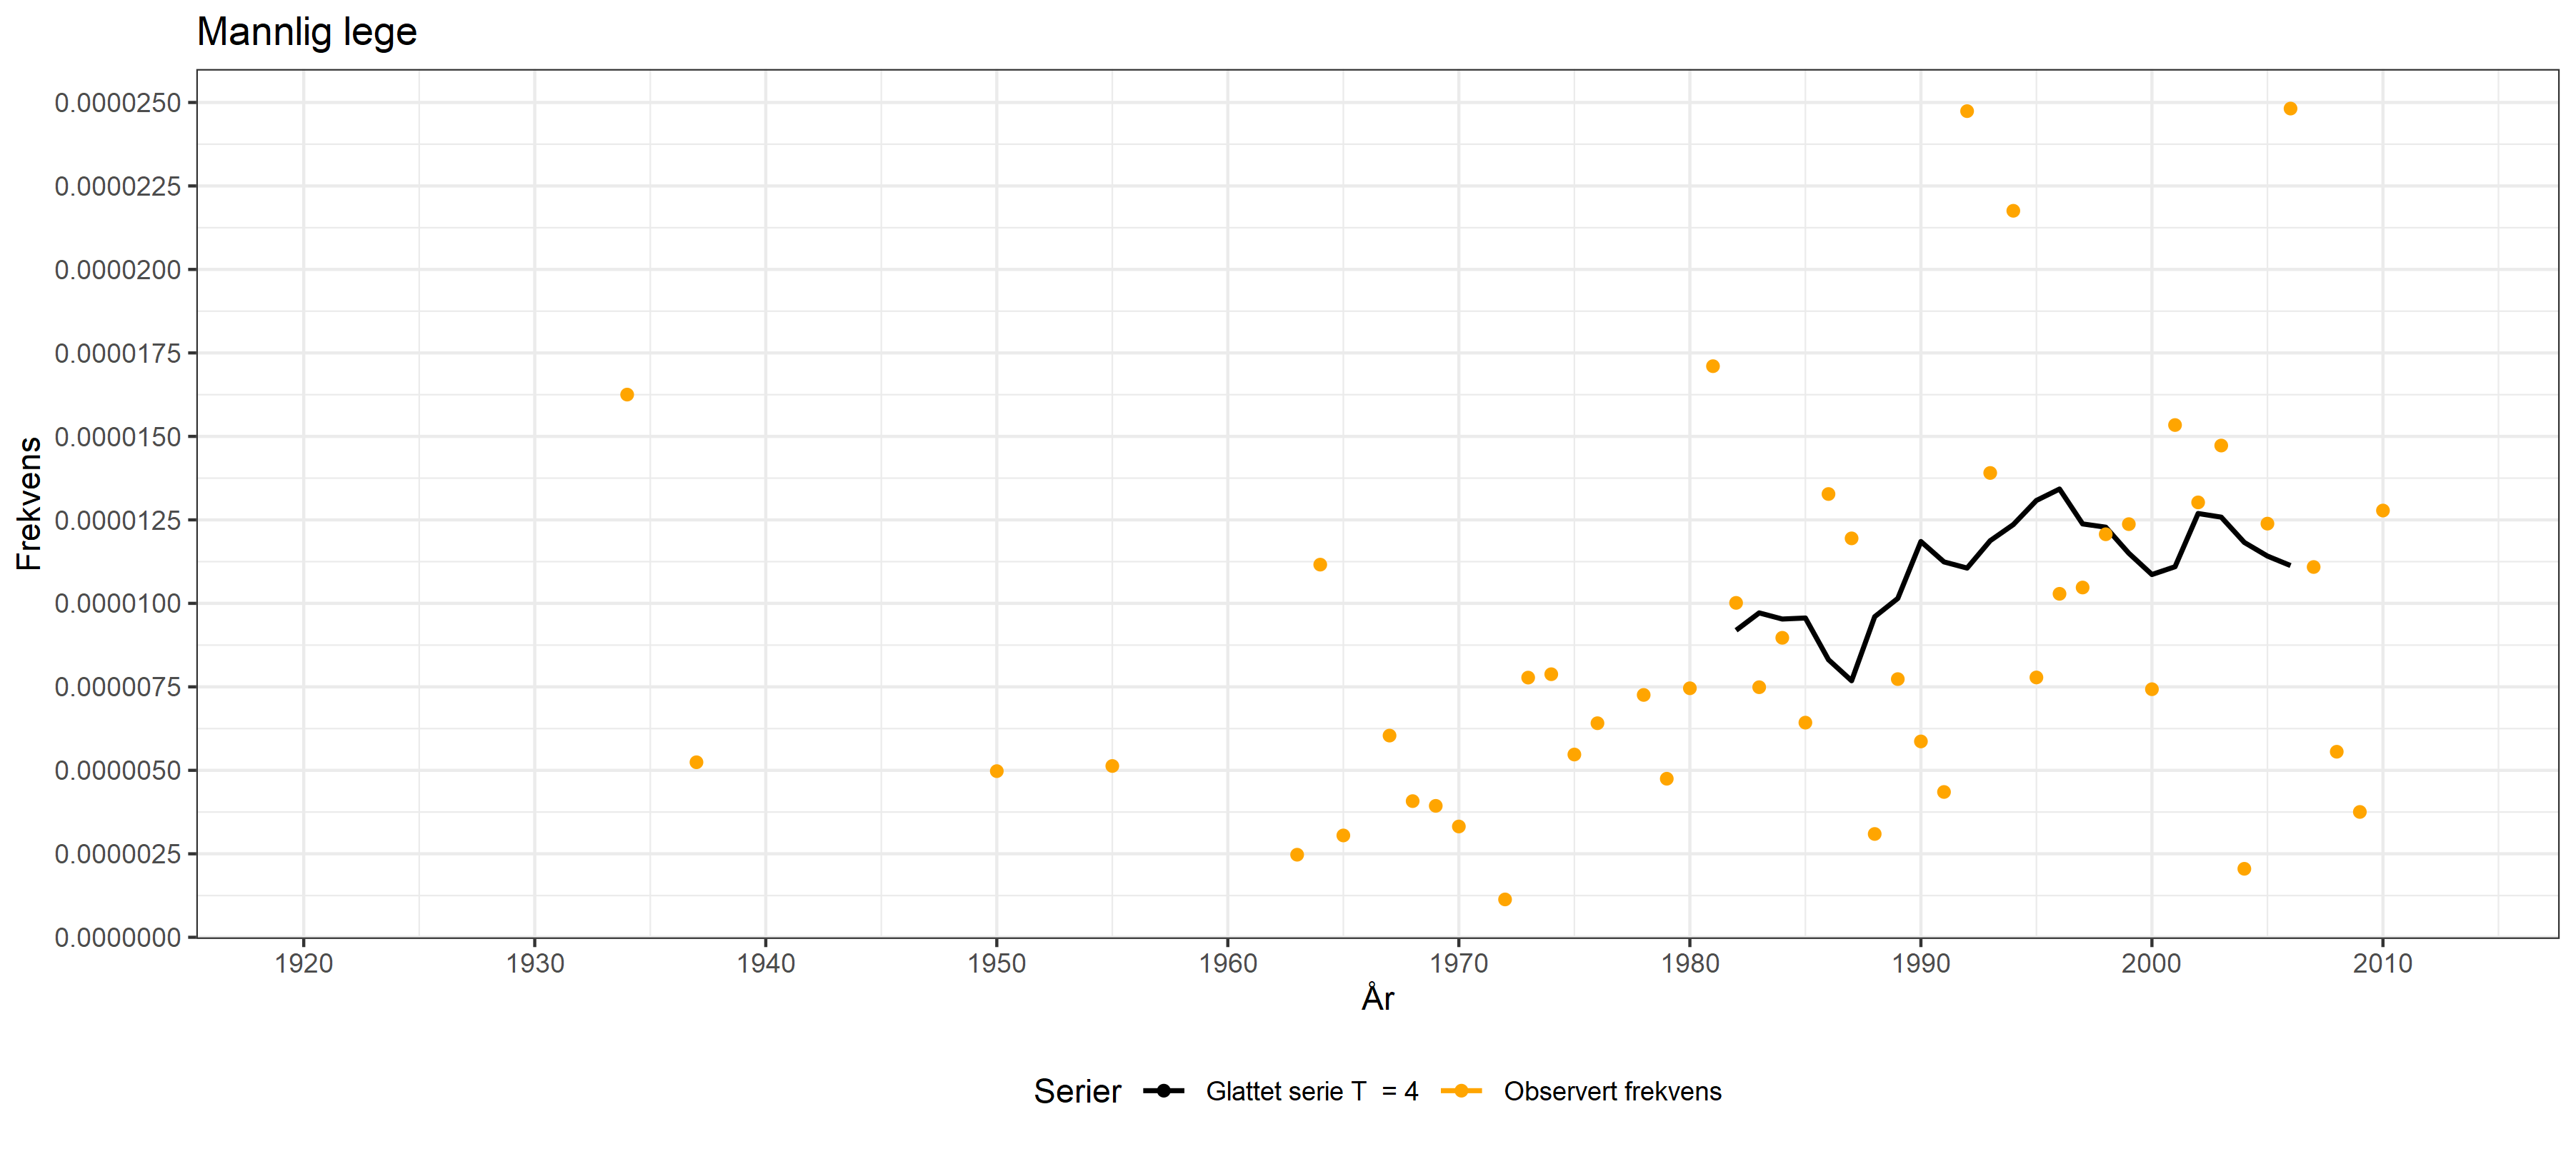 Mannlig lege
0.0000250
0.0000225
0.0000200
0.0000175
0.0000150
0.0000125
0.0000100
0.0000075
0.0000050
0.0000025
0.0000000
Frekvens
1920 1930 1940 1950 1960 1970 1980 1990 2000 2010
År
Serier Glattet serie T = 4 Observert frekvens